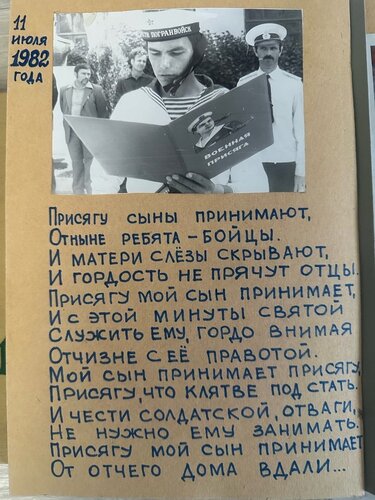 11
ИЮЛЯ
1982
ГОДА
ПОГРАНВОЙСК
ВОЕННАЯ
ПРИСЯГА
ПРИСЯГУ СЫНЫ ПРИНИМАЮТ,
ОТНЫНЕ РЕБЯТА – БОЙЦЫ.
И МАТЕРИ СЛЁЗЫ СКРЫВАЮТ,
И ГОРДОСТЬ НЕ ПРЯЧУТ ОТЦЫ.
ПРИСЯГУ МОЙ СЫН ПРИНИМАЕТ,
И С ЭТОЙ МИНУТЫ СВЯТОЙ
СЛУЖИТЬ ЕМУ, ГОРДО ВНИМАЯ
ОТЧИЗНЕ С ЕЁ ПРАВОТОЙ.
МОЙ СЫН ПРИНИМАЕТ ПРИСЯГУ,
ПРИСЯГУ, ЧТО КЛЯТВЕ ПОД СТАТЬ.
И ЧЕСТИ СОЛДАТСКОЙ, ОТВАГИ,
НЕ НУЖНО ЕМУ ЗАНИМАТЬ.
ПРИСЯГУ МОЙ СЫН ПРИНИМАЕТ
ОТ ОТЧЕГО ДОМА ВДАЛИ...